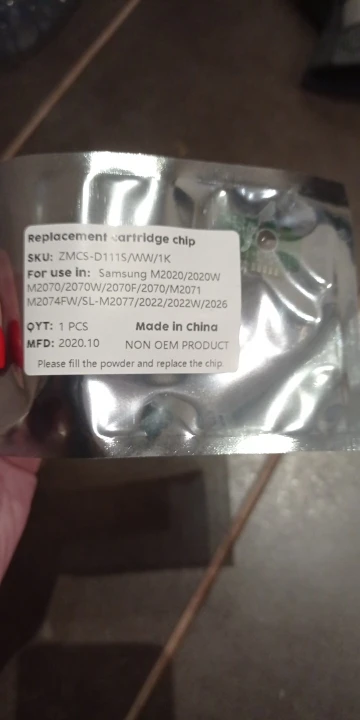 Replacement cartridge chip
SKU: ZMCS-D111S/WW/1K
For use in: Samsung M2020/2020W
M2070/2070W/2070F/2070/M2071
M2074FW/SL-M2077/2022/2022W/2026
QYT: 1 PCS Made in China
MFD: 2020.10 NON OEM PRODUCT
Please fill the powder and replace the chip